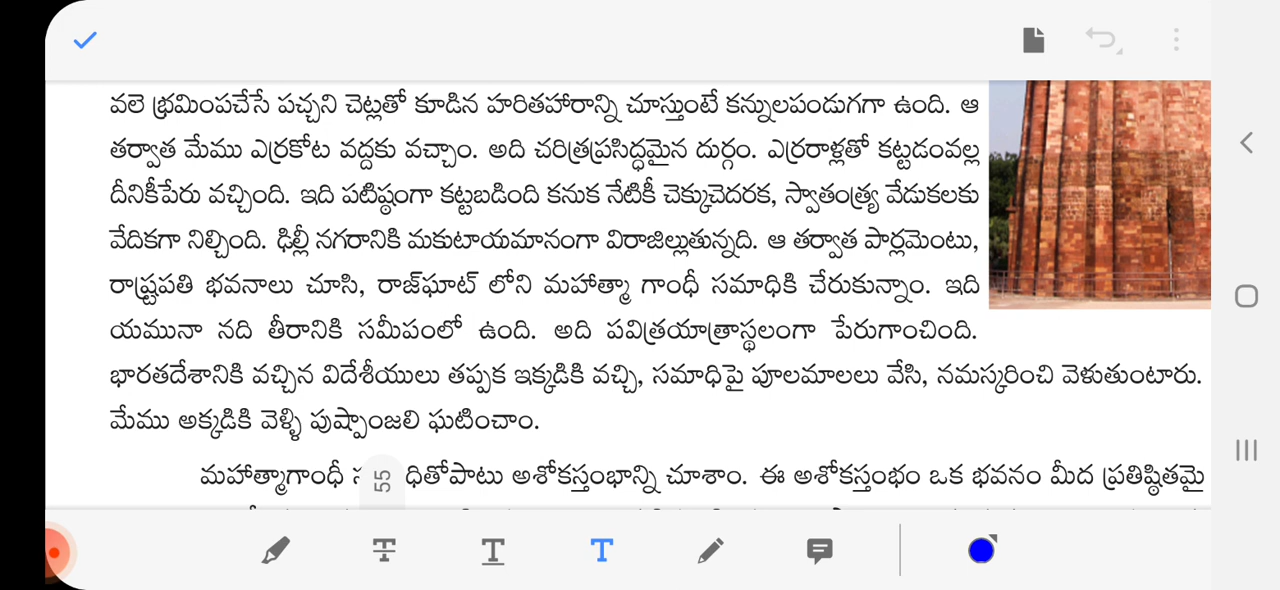 వలె భ్రమింపచేసే పచ్చని చెట్లతో కూడిన హరితహారాన్ని చూస్తుంటే కన్నులపండుగగా ఉంది. ఆ
తర్వాత మేము ఎర్రకోట వద్దకు వచ్చాం. అది చరిత్రప్రసిద్ధమైన దుర్గం. ఎర్రరాళ్లతో కట్టడంవల్ల
దీనికీపేరు వచ్చింది. ఇది పటిష్ఠంగా కట్టబడింది కనుక నేటికీ చెక్కుచెదరక, స్వాతంత్ర్య వేడుకలకు
వేదికగా నిల్చింది. ఢిల్లీ నగరానికి మకుటాయమానంగా విరాజిల్లుతున్నది. ఆ తర్వాత పార్లమెంటు,
రాష్ట్రపతి భవనాలు చూసి, రాజ్‌ఘాట్ లోని మహాత్మా గాంధీ సమాధికి చేరుకున్నాం. ఇది
యమునా నది తీరానికి సమీపంలో ఉంది. అది పవిత్రయాత్రాస్థలంగా పేరుగాంచింది.
భారతదేశానికి వచ్చిన విదేశీయులు తప్పక ఇక్కడికి వచ్చి, సమాధిపై పూలమాలలు వేసి, నమస్కరించి వెళుతుంటారు.
మేము అక్కడికి వెళ్ళి పుష్పాంజలి ఘటించాం.
మహాత్మాగాంధీ ధితోపాటు అశోకస్తంభాన్ని చూశాం. ఈ అశోకస్తంభం ఒక భవనం మీద ప్రతిష్ఠితమై
55